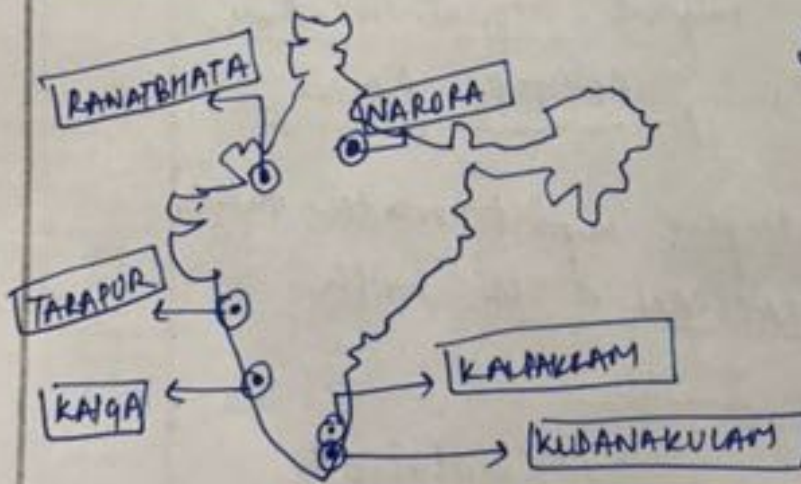 RANATBHATA
NARORA
TARAPUR
KAIGA
KALPAKKAM
KUDANAKULAM